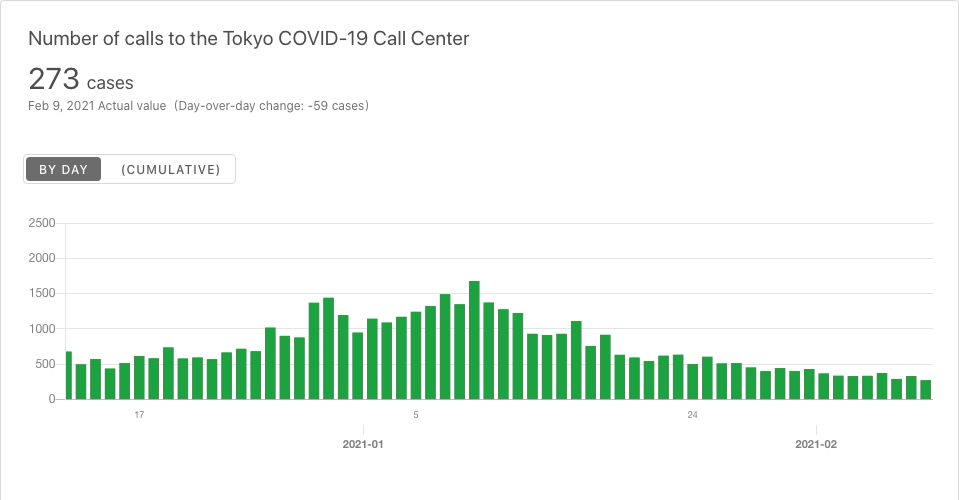 Number of calls to the Tokyo COVID-19 Call Center
273 cases
Feb 9, 2021 Actual value (Day-over-day change: -59 cases)
BY DAY (CUMULATIVE)
2500
2000
1500
1000
500
0
17 5 24
2021-01 2021-02